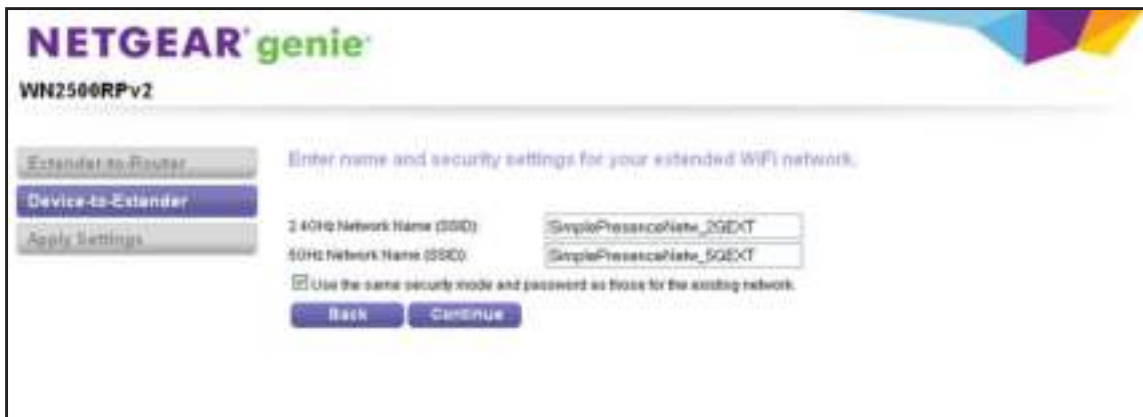 NETGEAR® genie®
WN2500RPv2
Extender-to-Router
Device-to-Extender
Apply Settings
Enter name and security settings for your extended WiFi network.
2.4GHz Network Name (SSID): SimplePresenceNetw_2GEXT
5GHz Network Name (SSID): SimplePresenceNetw_5GEXT
Use the same security mode and password as those for the existing network.
Back Continue